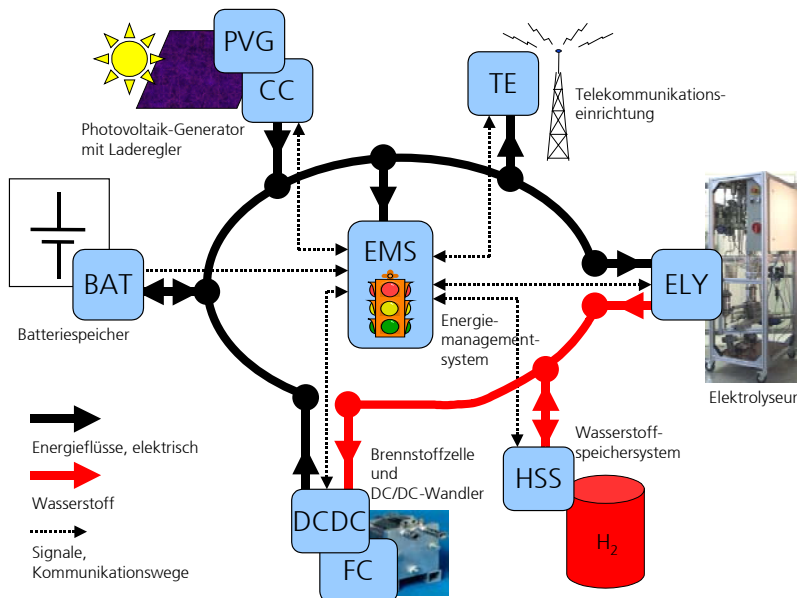 PVG
CC
Photovoltaik-Generator
mit Laderegler
TE
Telekommunikations-
einrichtung
BAT
Batteriespeicher
EMS
Energie-
management-
system
ELY
Elektrolyseur
Energieflüsse, elektrisch
Wasserstoff
Signale,
Kommunikationswege
Brennstoffzelle
und
DC/DC-Wandler
DCDC
FC
Wasserstoff-
speichersystem
HSS
H₂